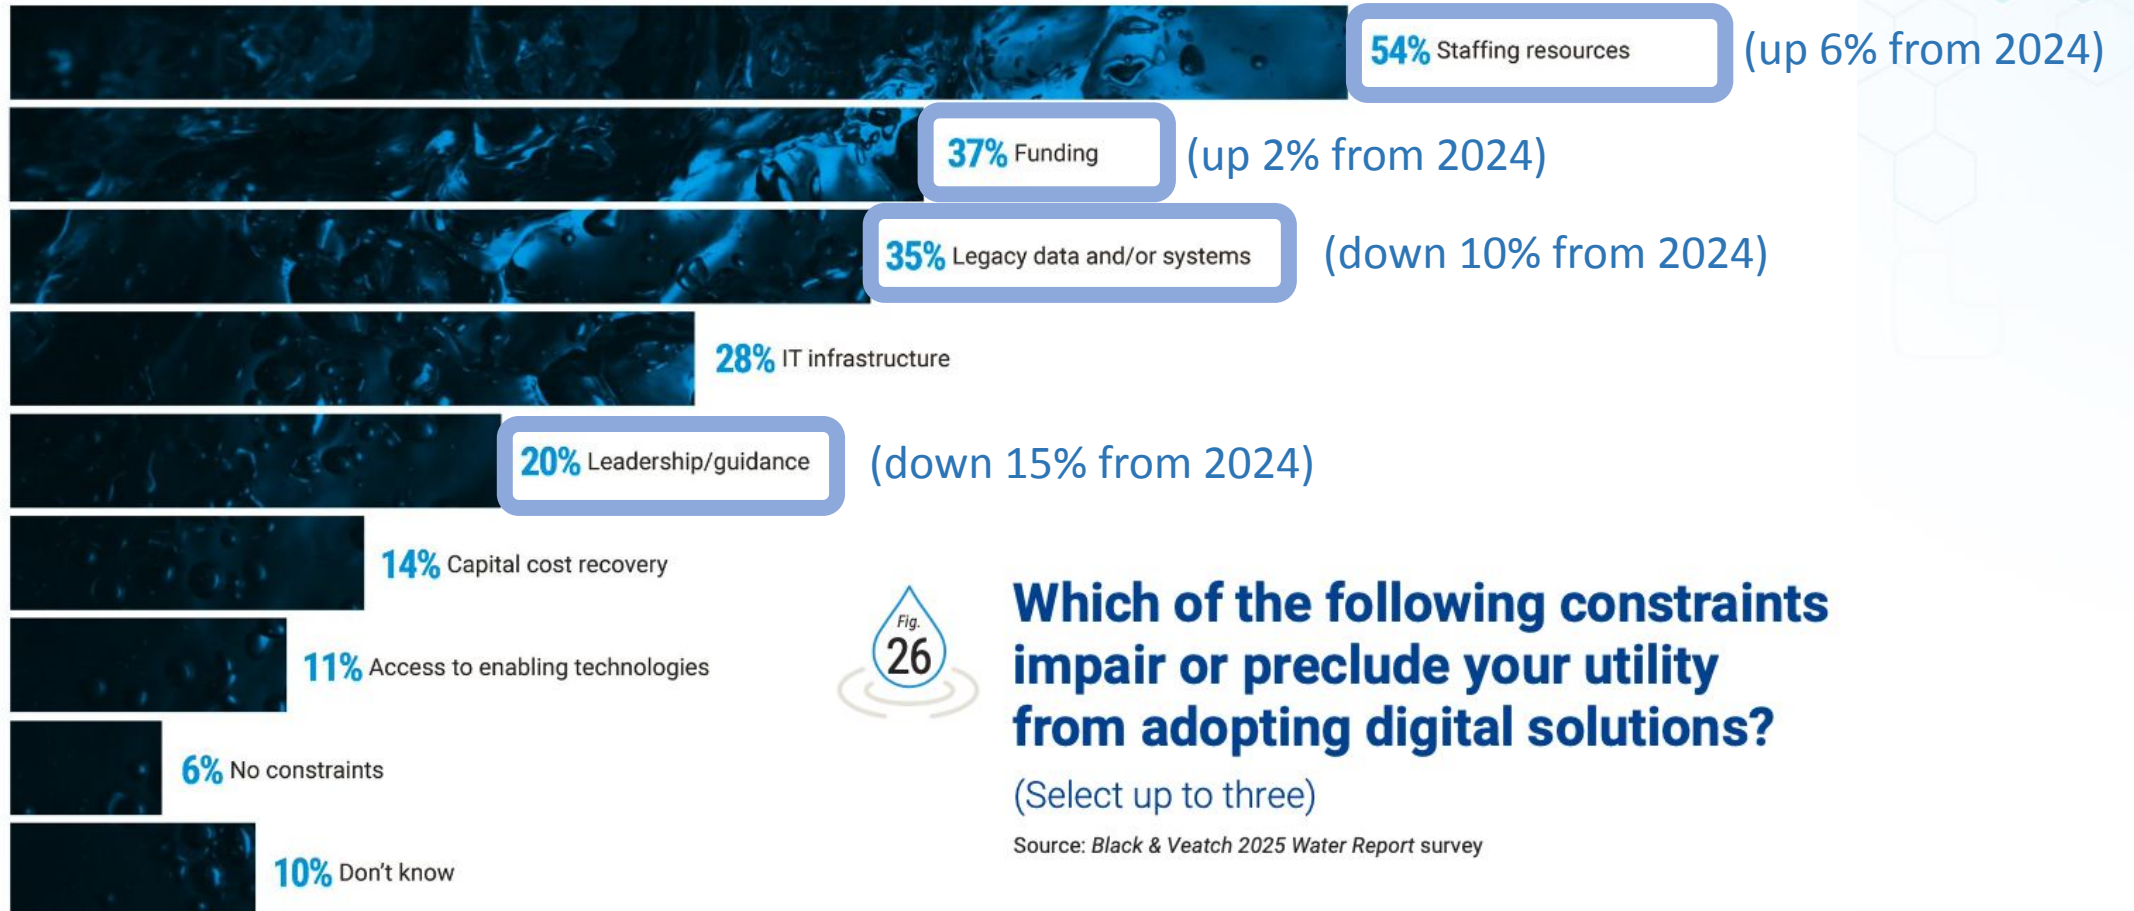 54% Staffing resources (up 6% from 2024)
37% Funding (up 2% from 2024)
35% Legacy data and/or systems (down 10% from 2024)
28% IT infrastructure
20% Leadership/guidance (down 15% from 2024)
14% Capital cost recovery
11% Access to enabling technologies
6% No constraints
10% Don't know
Fig.
26
Which of the following constraints
impair or preclude your utility
from adopting digital solutions?
(Select up to three)
Source: Black & Veatch 2025 Water Report survey